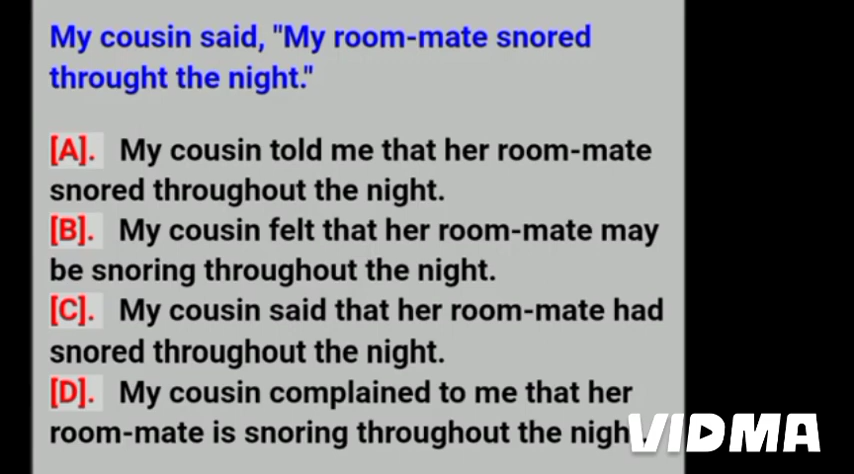 My cousin said, "My room-mate snored
throught the night."
[A]. My cousin told me that her room-mate
snored throughout the night.
[B]. My cousin felt that her room-mate may
be snoring throughout the night.
[C]. My cousin said that her room-mate had
snored throughout the night.
[D]. My cousin complained to me that her
room-mate is snoring throughout the nigh
VIDMA